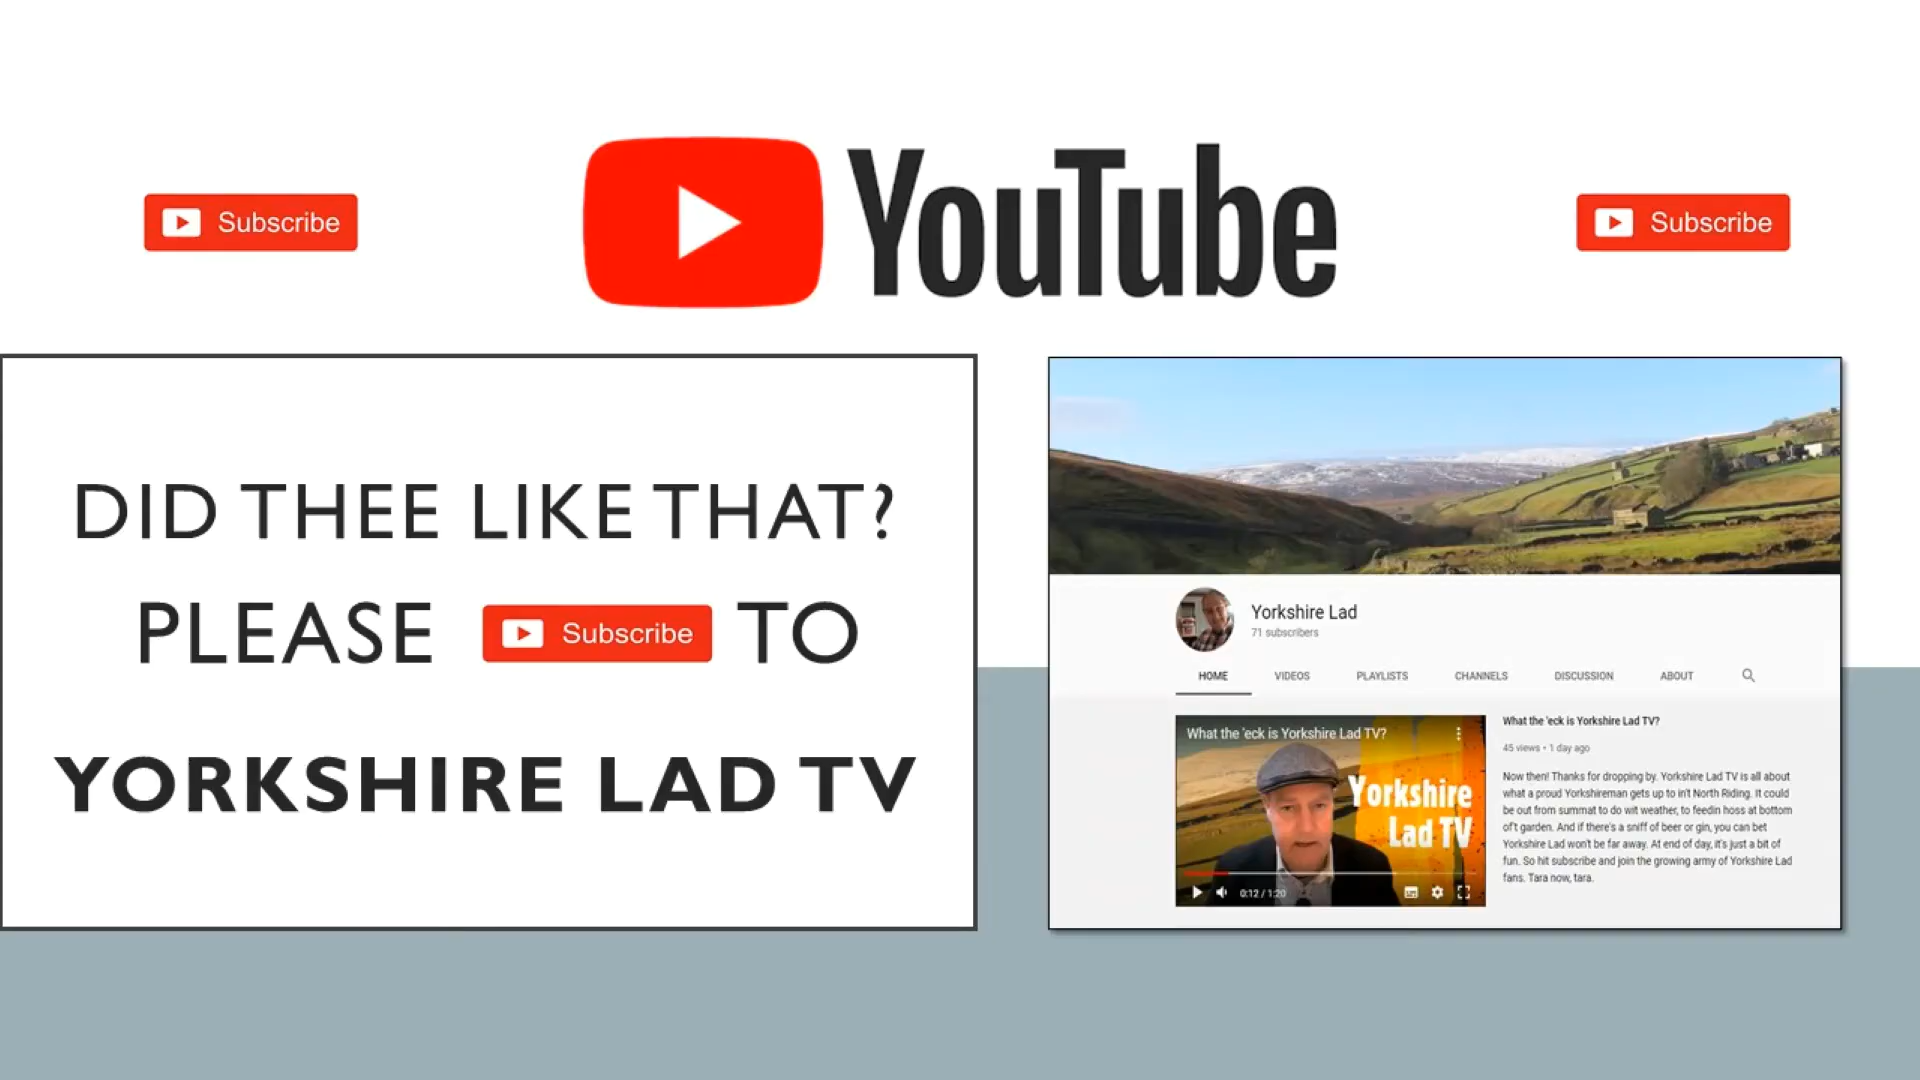 YouTube
Subscribe
Subscribe
DID THEE LIKE THAT?
PLEASE Subscribe TO
YORKSHIRE LAD TV
Yorkshire Lad
71 subscribers
HOME VIDEOS PLAYLISTS CHANNELS DISCUSSION ABOUT
What the 'eck is Yorkshire Lad TV?
Yorkshire
Lad TV
0:12 / 1:20
What the 'eck is Yorkshire Lad TV?
45 views • 1 day ago
Now then! Thanks for dropping by. Yorkshire Lad TV is all about
what a proud Yorkshireman gets up to in't North Riding. It could
be out from summat to do wit weather, to feedin hoss at bottom
of't garden. And if there's a sniff of beer or gin, you can bet
Yorkshire Lad won't be far away. At end of day, it's just a bit of
fun. So hit subscribe and join the growing army of Yorkshire Lad
fans. Tara now, tara.